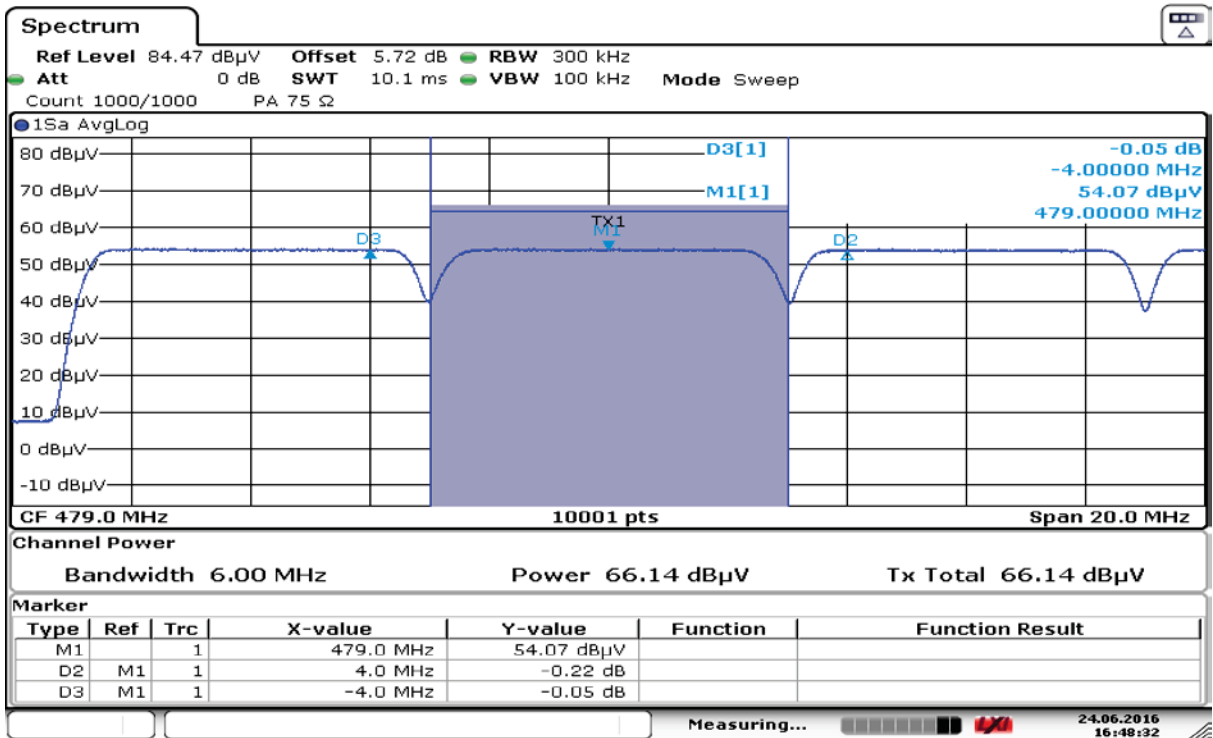 Spectrum
Ref Level 84.47 dBµV Offset 5.72 dB RBW 300 kHz
Att 0 dB SWT 10.1 ms VBW 100 kHz Mode Sweep
Count 1000/1000 PA 75 Ω
1Sa AvgLog
80 dBµV D3[1] -0.05 dB
-4.00000 MHz
70 dBµV M1[1] 54.07 dBµV
479.00000 MHz
60 dBµV TX1
D3 M1 D2
50 dBµV
40 dBµV
30 dBµV
20 dBµV
10 dBµV
0 dBµV
-10 dBµV
CF 479.0 MHz 10001 pts Span 20.0 MHz
Channel Power
Bandwidth 6.00 MHz Power 66.14 dBµV Tx Total 66.14 dBµV
Marker
Type Ref Trc X-value Y-value Function Function Result
M1 1 479.0 MHz 54.07 dBµV
D2 M1 1 4.0 MHz -0.22 dB
D3 M1 1 -4.0 MHz -0.05 dB
Measuring... LXI 24.06.2016
16:48:32